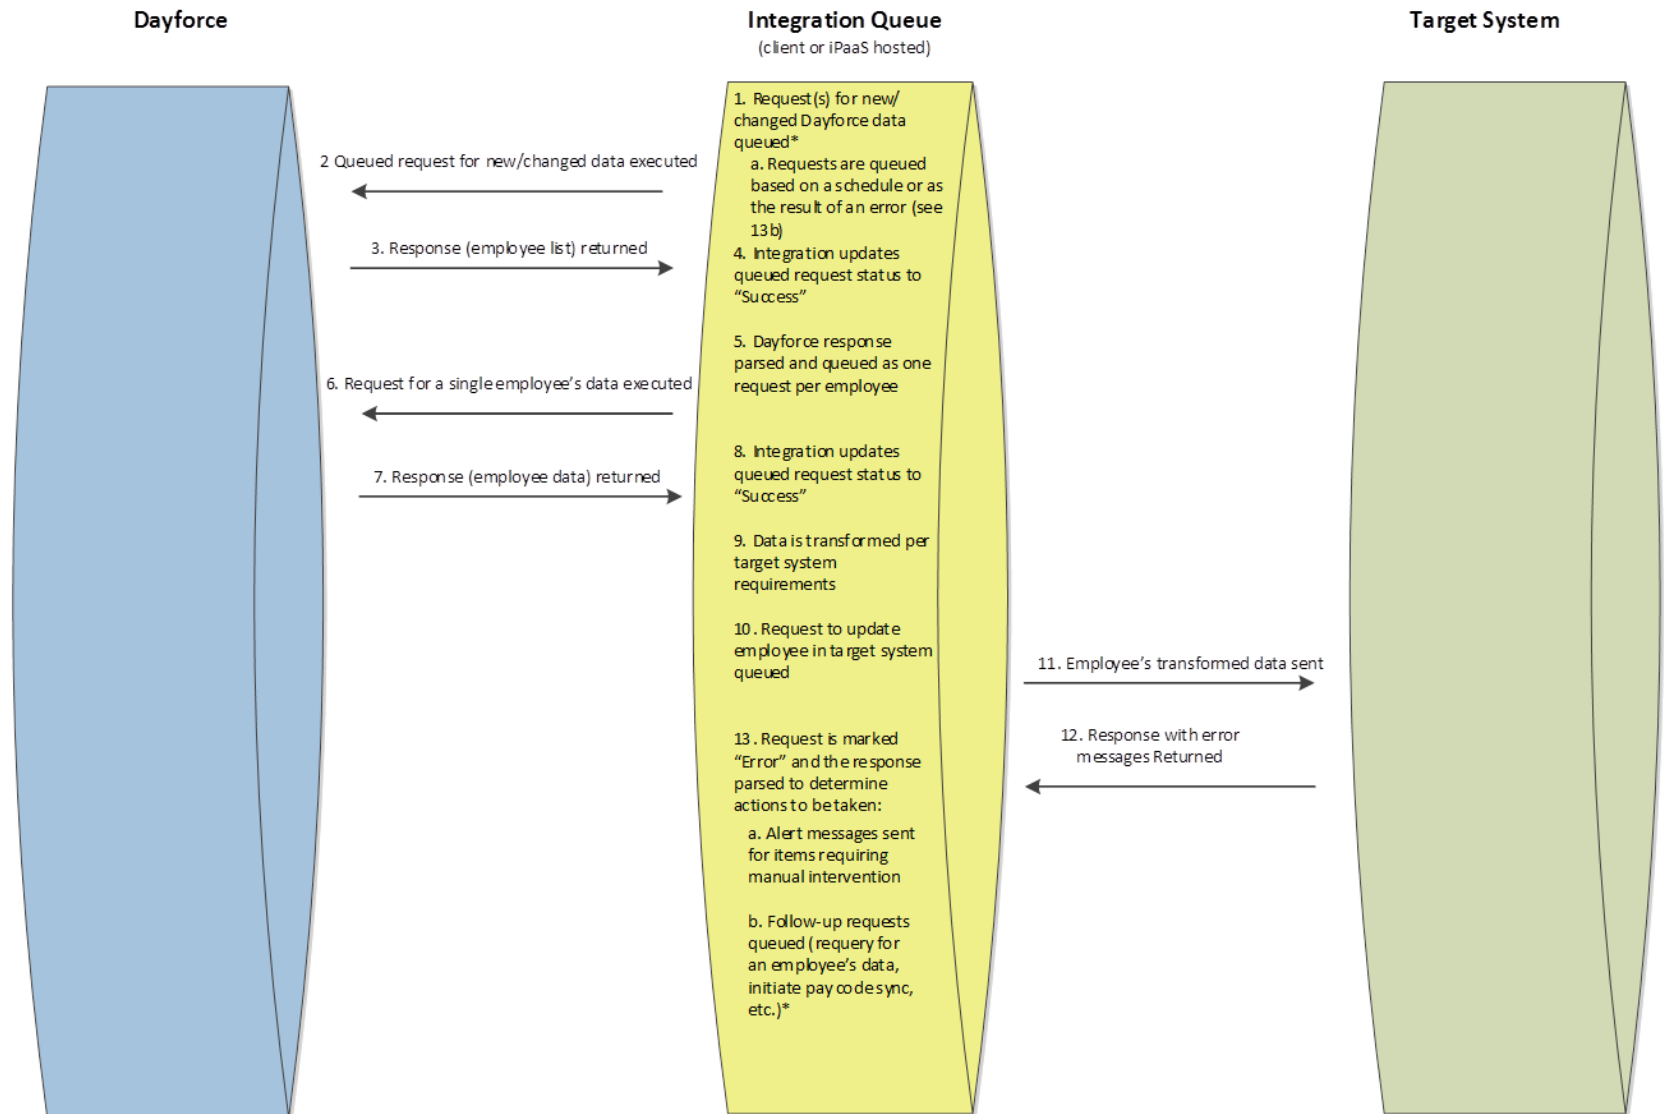 Dayforce
Integration Queue
(client or iPaaS hosted)
Target System
1. Request(s) for new/
changed Dayforce data
queued*
a. Requests are queued
based on a schedule or as
the result of an error (see
13b)
2 Queued request for new/changed data executed
3. Response (employee list) returned
4. Integration updates
queued request status to
“Success”
5. Dayforce response
parsed and queued as one
request per employee
6. Request for a single employee’s data executed
7. Response (employee data) returned
8. Integration updates
queued request status to
“Success”
9. Data is transformed per
target system
requirements
10. Request to update
employee in target system
queued
11. Employee’s transformed data sent
12. Response with error
messages Returned
13. Request is marked
“Error” and the response
parsed to determine
actions to be taken:
a. Alert messages sent
for items requiring
manual intervention
b. Follow-up requests
queued (requery for
an employee’s data,
initiate pay code sync,
etc.)*